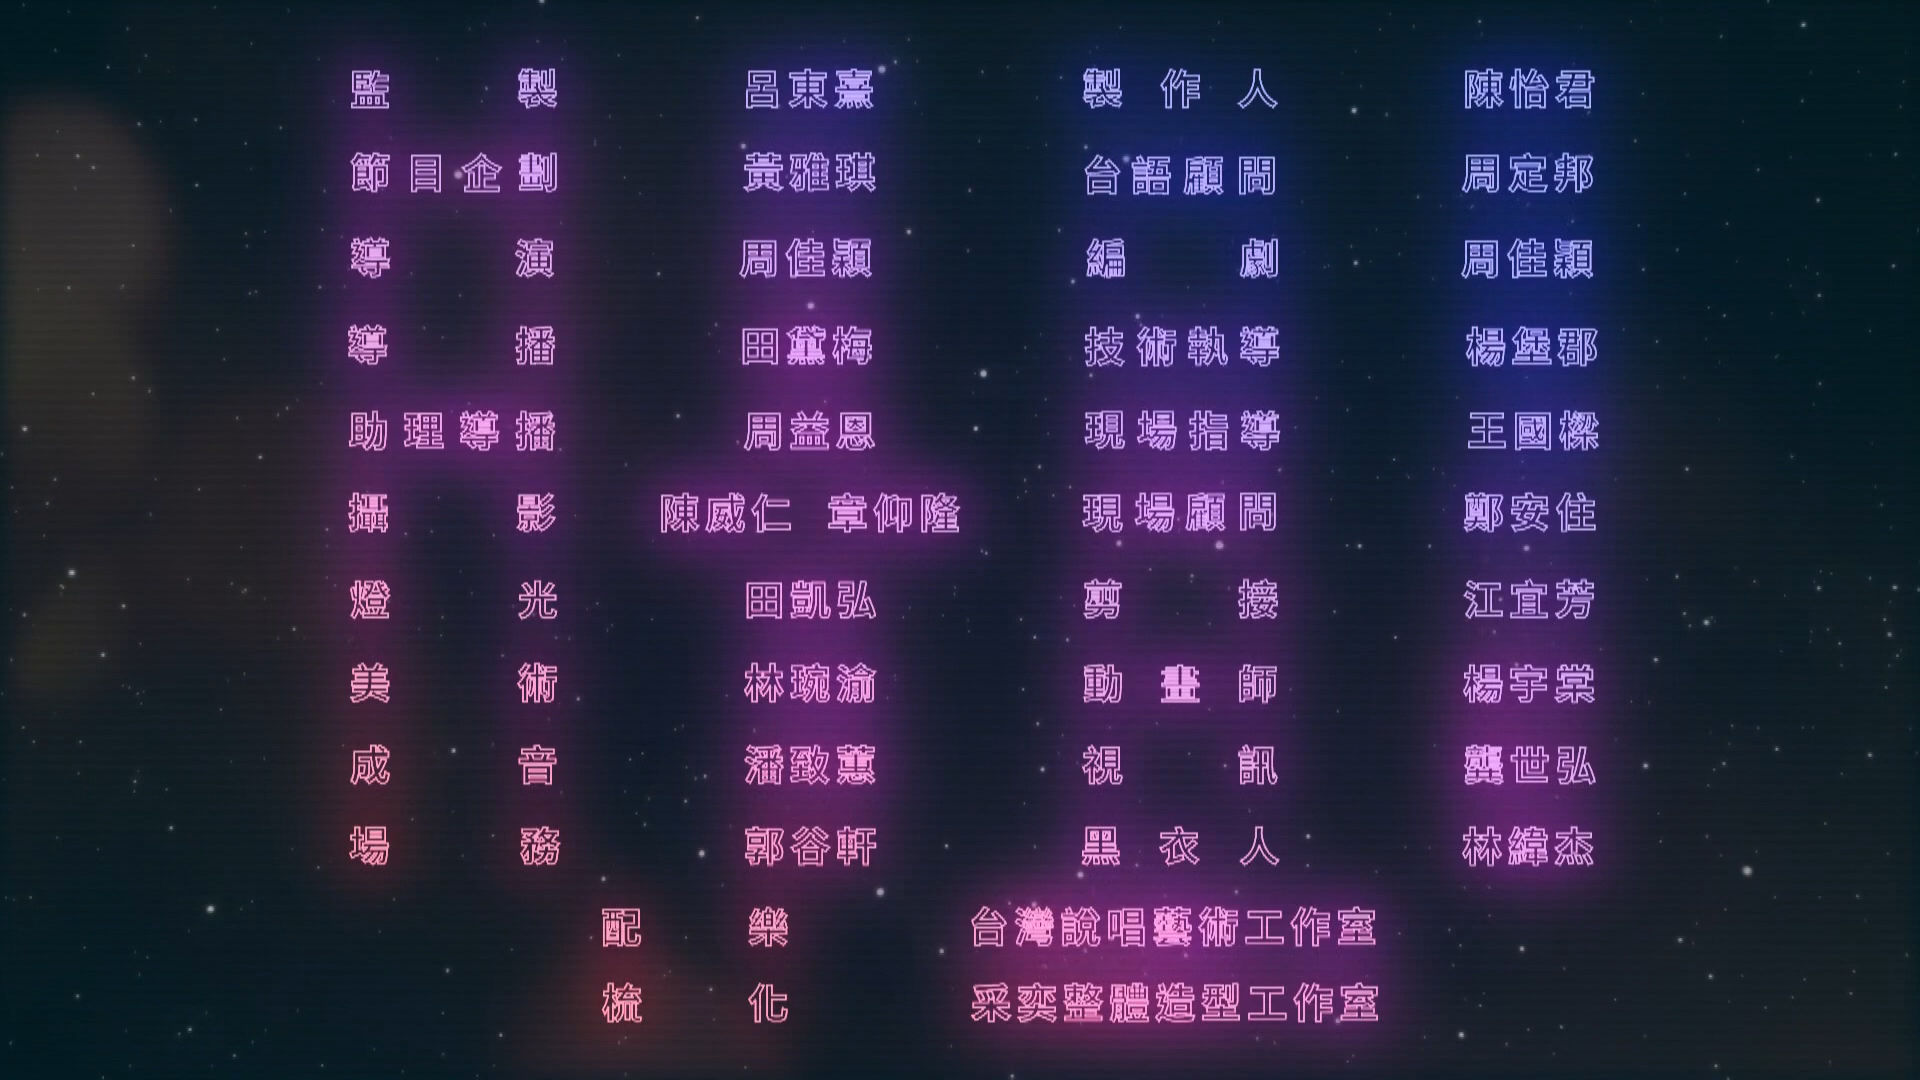 監製 呂東熹 製作人 陳怡君
節目企劃 黃雅琪 台語顧問 周定邦
導演 周佳穎 編劇 周佳穎
導播 田黛梅 技術執導 楊堡郡
助理導播 周益恩 現場指導 王國樑
攝影 陳威仁 章仰隆 現場顧問 鄭安住
燈光 田凱弘 剪接 江宜芳
美術 林琬渝 動畫師 楊宇棠
成音 潘致蕙 視訊 龔世弘
場務 郭谷軒 黑衣人 林緯杰
配樂 台灣說唱藝術工作室
梳化 采奕整體造型工作室